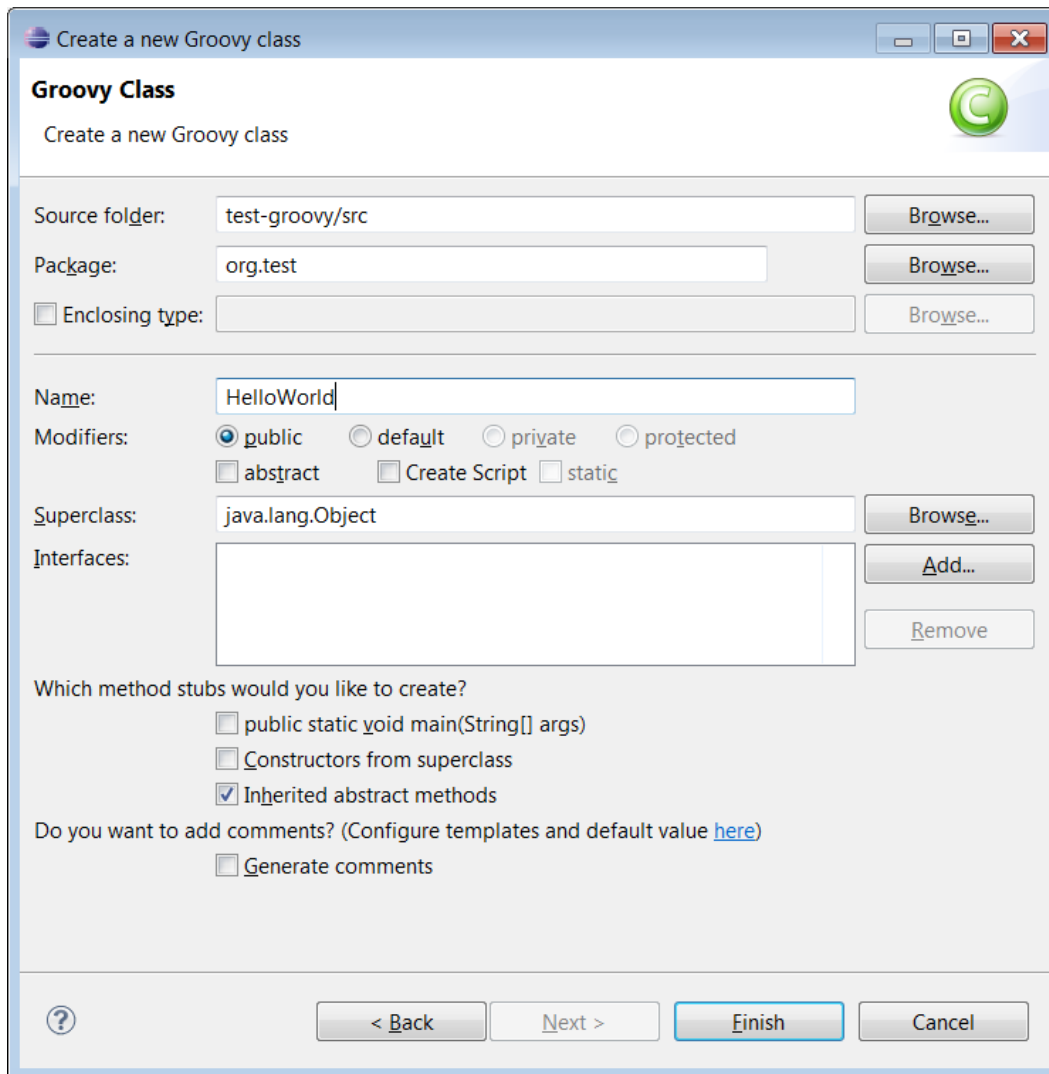 Create a new Groovy class
Groovy Class
Create a new Groovy class
Source folder: test-groovy/src Browse...
Package: org.test Browse...
Enclosing type: Browse...
Name: HelloWorld
Modifiers: public default private protected
abstract Create Script static
Superclass: java.lang.Object Browse...
Interfaces: Add...
Remove
Which method stubs would you like to create?
public static void main(String[] args)
Constructors from superclass
Inherited abstract methods
Do you want to add comments? (Configure templates and default value here)
Generate comments
? < Back Next > Finish Cancel